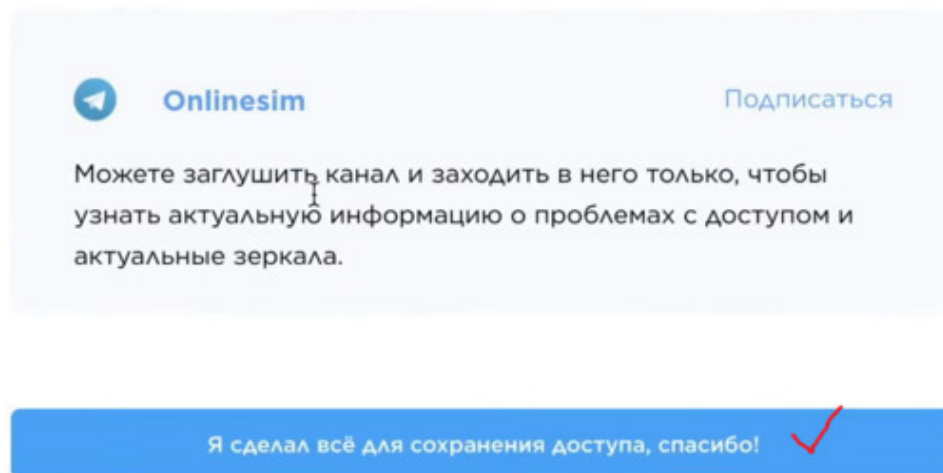 Onlinesim
Подписаться
Можете заглушить канал и заходить в него только, чтобы
узнать актуальную информацию о проблемах с доступом и
актуальные зеркала.
Я сделал всё для сохранения доступа, спасибо!